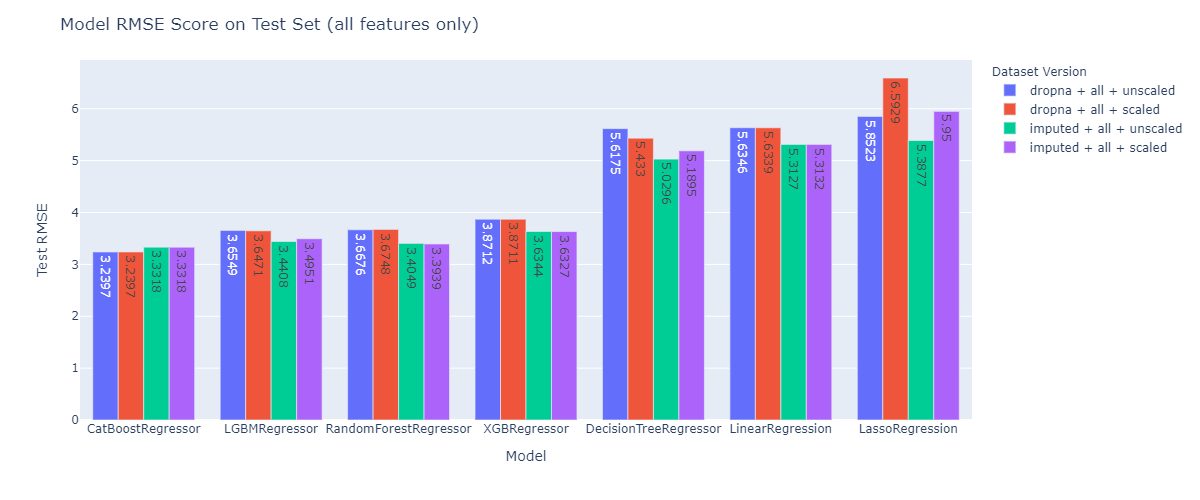 Model RMSE Score on Test Set (all features only)
Dataset Version
dropna + all + unscaled
dropna + all + scaled
imputed + all + unscaled
imputed + all + scaled
Test RMSE
6
5
4
3
2
1
0
3.2397
3.2397
3.3318
3.3318
3.6549
3.6471
3.4408
3.4951
3.6676
3.6748
3.4049
3.3939
3.8712
3.8711
3.6344
3.6327
5.6175
5.433
5.0296
5.1895
5.6346
5.6339
5.3127
5.3132
5.8523
6.5929
5.3877
5.95
CatBoostRegressor
LGBMRegressor
RandomForestRegressor
XGBRegressor
DecisionTreeRegressor
LinearRegression
LassoRegression
Model